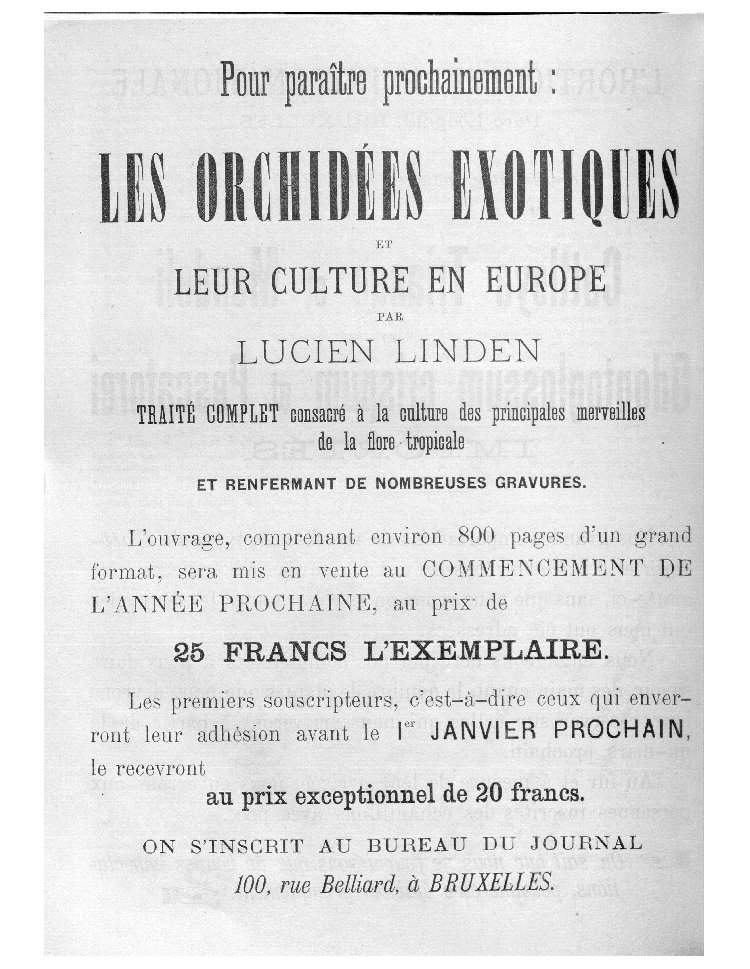 Pour paraître prochainement :
LES ORCHIDÉES EXOTIQUES
ET
LEUR CULTURE EN EUROPE
PAR
LUCIEN LINDEN
TRAITÉ COMPLET consacré à la culture des principales merveilles
de la flore tropicale
ET RENFERMANT DE NOMBREUSES GRAVURES.
L'ouvrage, comprenant environ 800 pages d'un grand
format, sera mis en vente au COMMENCEMENT DE
L'ANNÉE PROCHAINE, au prix de
25 FRANCS L'EXEMPLAIRE.
Les premiers souscripteurs, c'est-à-dire ceux qui enver-
ront leur adhésion avant le 1er JANVIER PROCHAIN,
le recevront
au prix exceptionnel de 20 francs.
ON S'INSCRIT AU BUREAU DU JOURNAL
100, rue Belliard, à BRUXELLES.